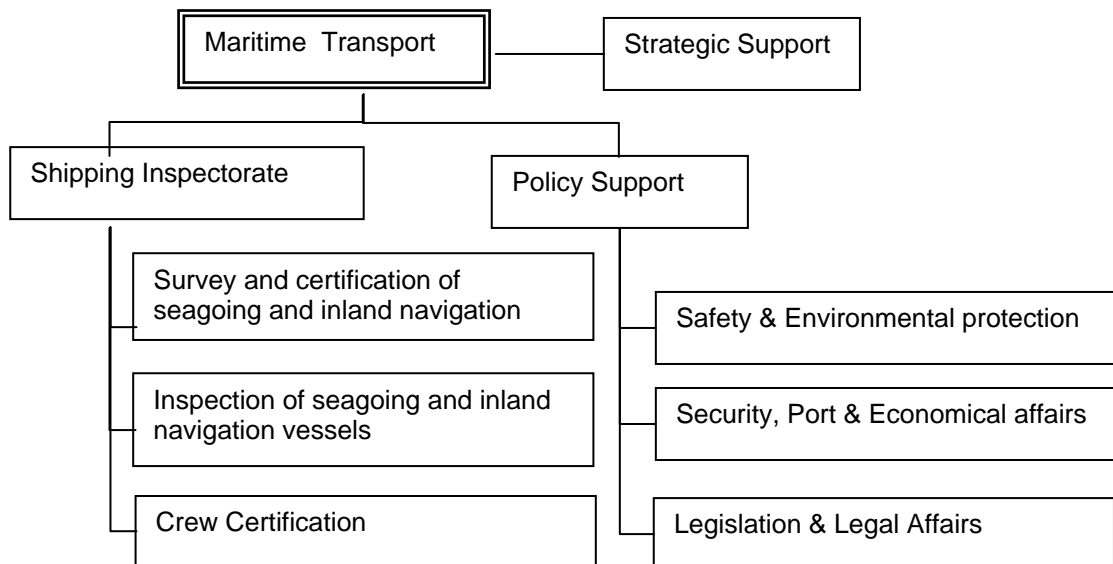 Maritime Transport
Strategic Support
Shipping Inspectorate
Policy Support
Survey and certification of
seagoing and inland navigation
Safety & Environmental protection
Inspection of seagoing and inland
navigation vessels
Security, Port & Economical affairs
Crew Certification
Legislation & Legal Affairs